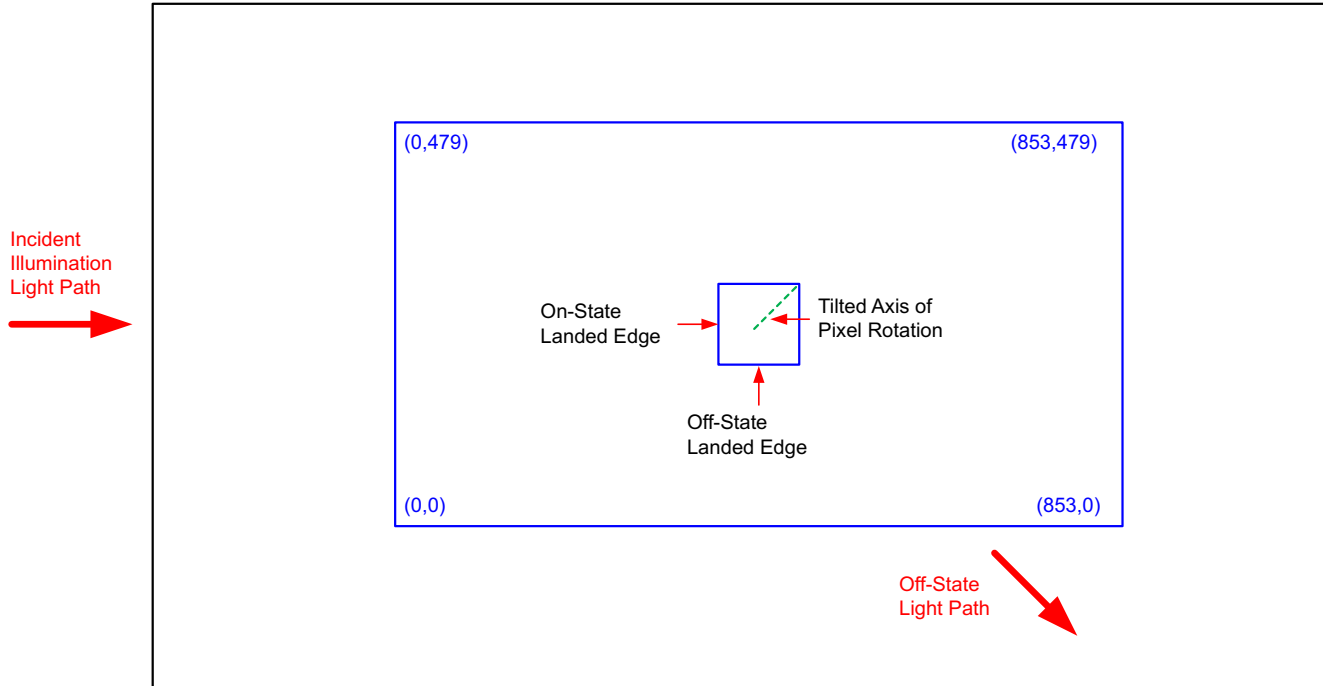 (0,479)
(853,479)
Incident
Illumination
Light Path
On-State
Landed Edge
Tilted Axis of
Pixel Rotation
Off-State
Landed Edge
(0,0)
(853,0)
Off-State
Light Path